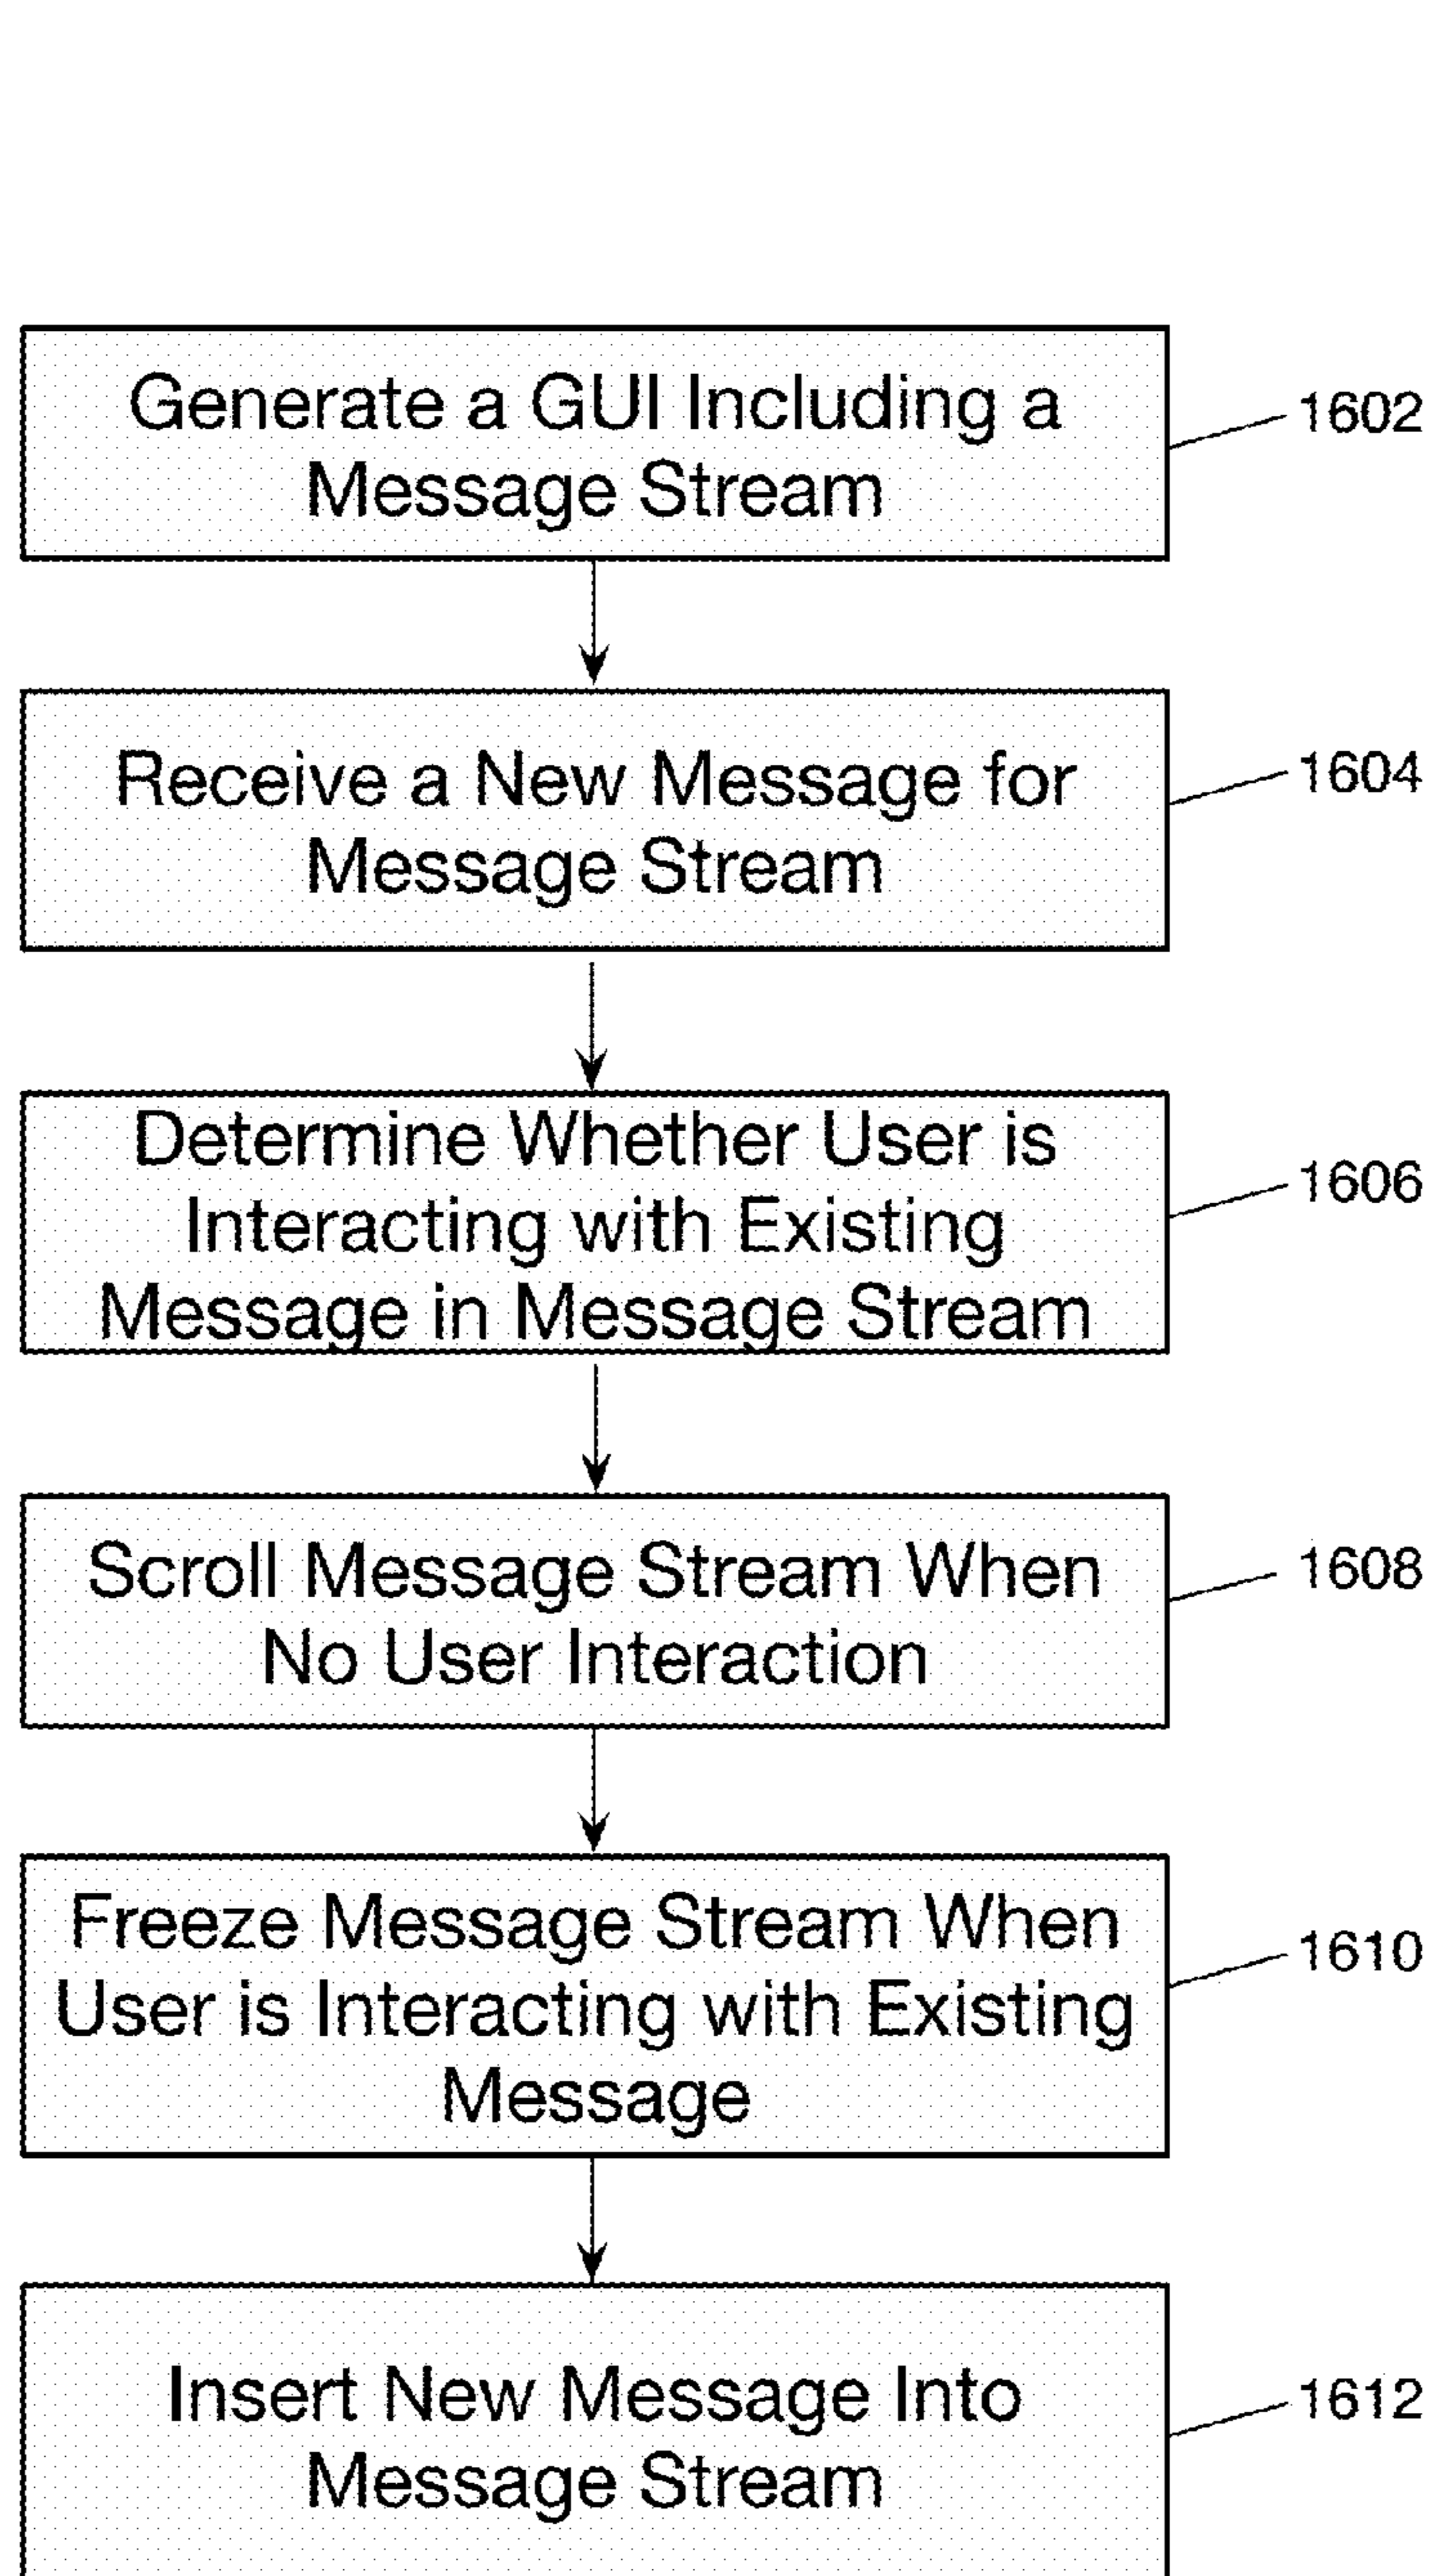 Generate a GUI Including a
Message Stream
1602
Receive a New Message for
Message Stream
1604
Determine Whether User is
Interacting with Existing
Message in Message Stream
1606
Scroll Message Stream When
No User Interaction
1608
Freeze Message Stream When
User is Interacting with Existing
Message
1610
Insert New Message Into
Message Stream
1612